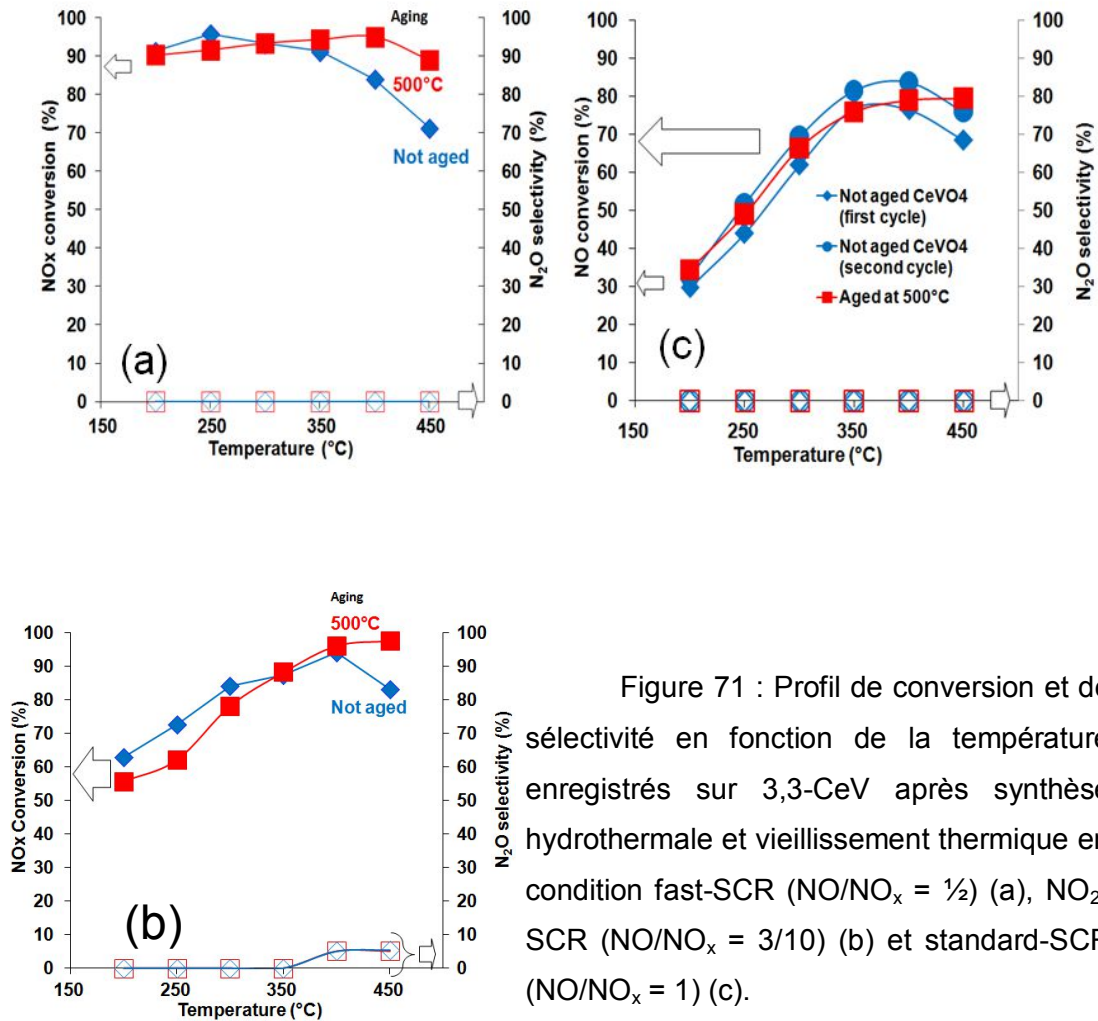 Aging
100
90
80
70
60
50
40
30
20
10
0
NOx conversion (%)
500°C
Not aged
(a)
100
90
80
70
60
50
40
30
20
10
0
N2O selectivity (%)
150 250 350 450
Temperature (°C)
100
90
80
70
60
50
40
30
20
10
0
NO conversion (%)
Not aged CeVO4
(first cycle)
Not aged CeVO4
(second cycle)
Aged at 500°C
(c)
100
90
80
70
60
50
40
30
20
10
0
N2O selectivity (%)
150 250 350 450
Temperature (°C)
Aging
500°C
100
90
80
70
60
50
40
30
20
10
0
NOx Conversion (%)
Not aged
(b)
100
90
80
70
60
50
40
30
20
10
0
N2O selectivity (%)
150 250 350 450
Temperature (°C)
Figure 71 : Profil de conversion et de
sélectivité en fonction de la température
enregistrés sur 3,3-CeV après synthèse
hydrothermale et vieillissement thermique en
condition fast-SCR (NO/NOx = ½) (a), NO2-
SCR (NO/NOx = 3/10) (b) et standard-SCR
(NO/NOx = 1) (c).